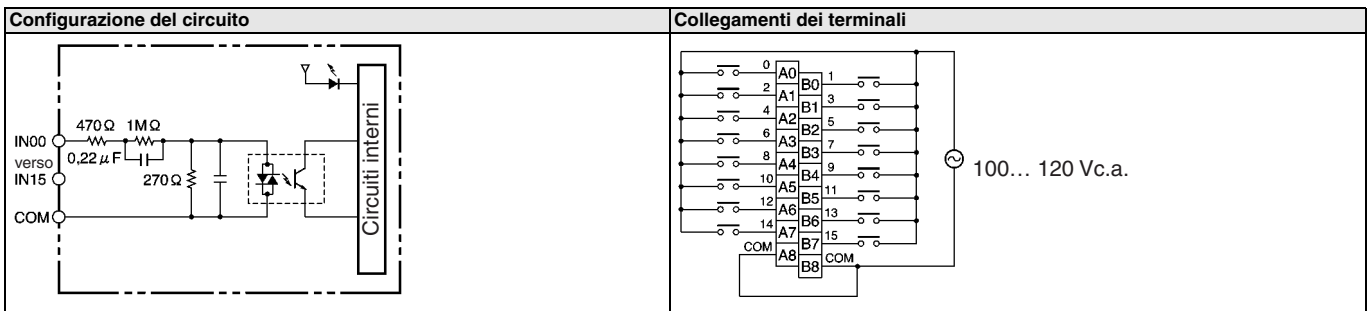 Configurazione del circuito
IN00
verso
IN15
COM
470Ω 1MΩ
0,22μF
270Ω
Circuiti interni
Collegamenti dei terminali
0
A0
B0
1
2
A1
B1
3
4
A2
B2
5
6
A3
B3
7
8
A4
B4
9
10
A5
B5
11
12
A6
B6
13
14
A7
B7
15
COM
A8
B8
COM
100… 120 Vc.a.